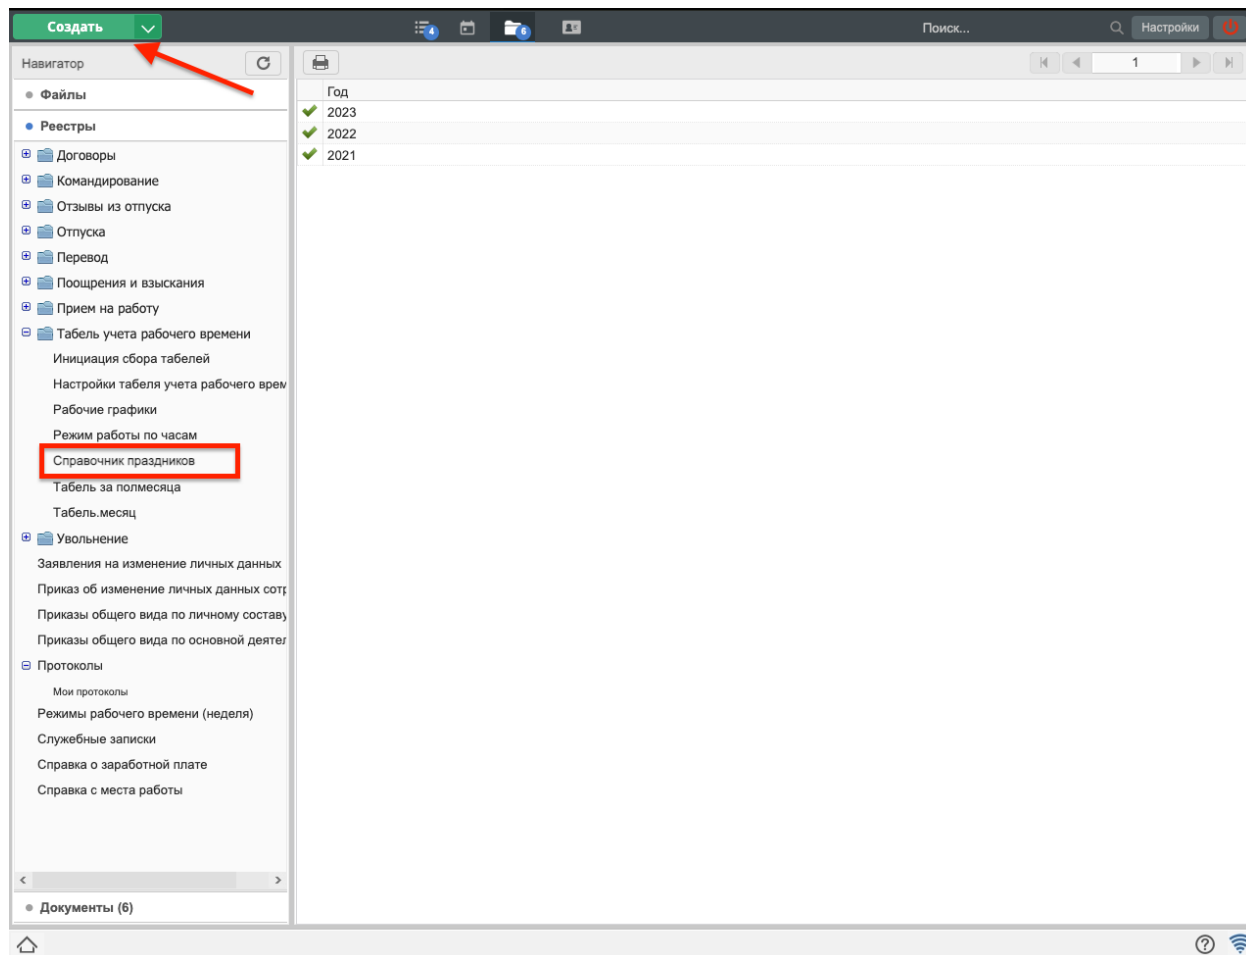 Создать
4
6
Поиск...
Настройки
Навигатор
1
Файлы
Реестры
Договоры
Командирование
Отзывы из отпуска
Отпуска
Перевод
Поощрения и взыскания
Прием на работу
Табель учета рабочего времени
Инициация сбора табелей
Настройки табеля учета рабочего врем
Рабочие графики
Режим работы по часам
Справочник праздников
Табель за полмесяца
Табель.месяц
Увольнение
Заявления на изменение личных данных
Приказ об изменение личных данных сотр
Приказы общего вида по личному составу
Приказы общего вида по основной деятел
Протоколы
Мои протоколы
Режимы рабочего времени (неделя)
Служебные записки
Справка о заработной плате
Справка с места работы
Документы (6)
Год
2023
2022
2021